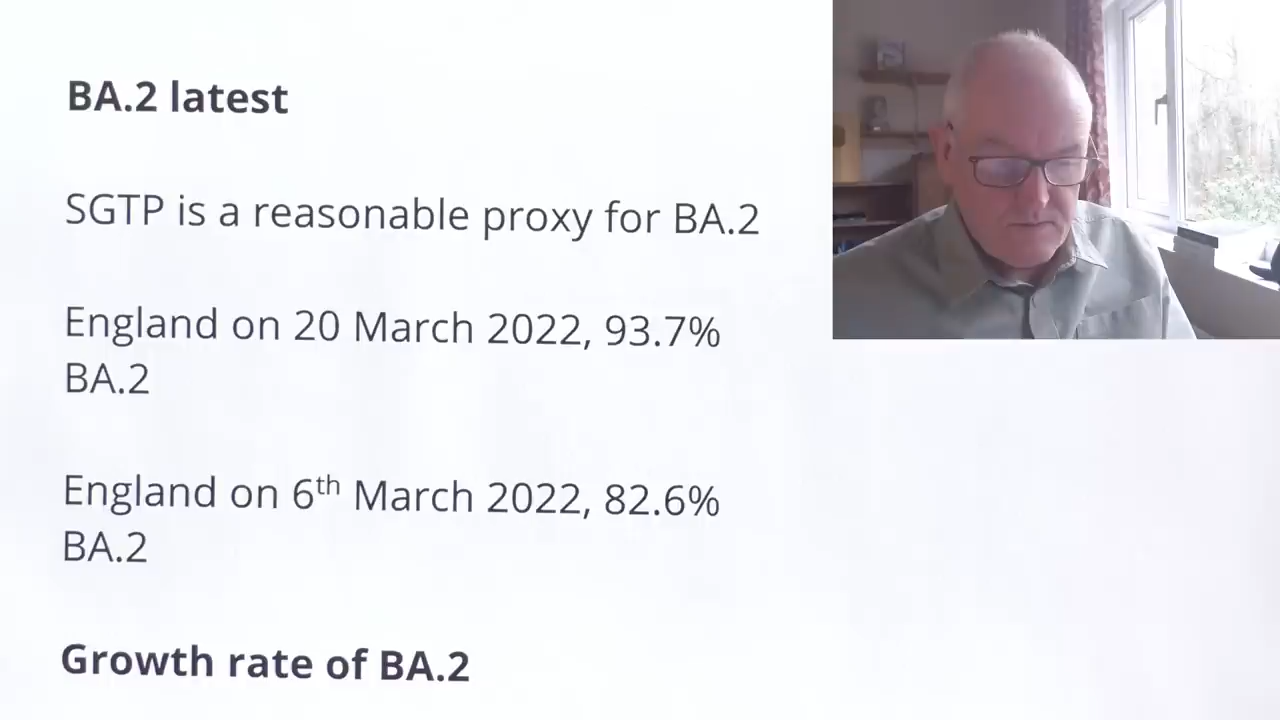 BA.2 latest
SGTP is a reasonable proxy for BA.2
England on 20 March 2022, 93.7%
BA.2
England on 6th March 2022, 82.6%
BA.2
Growth rate of BA.2